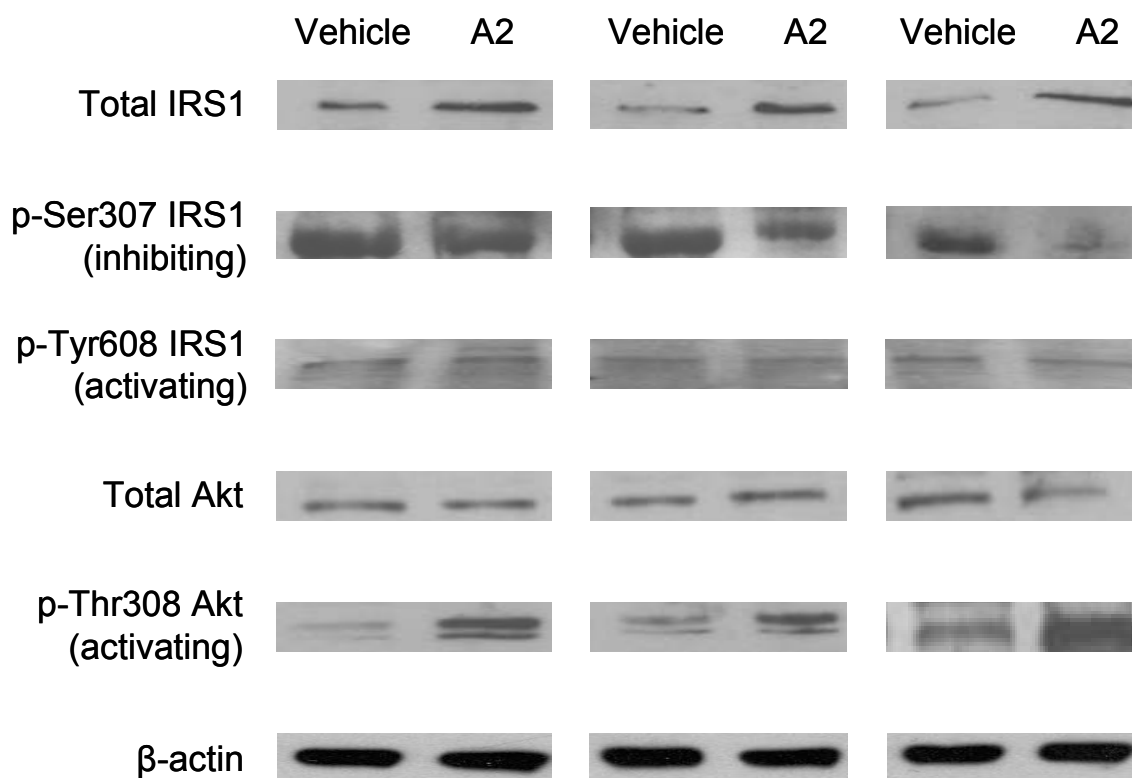 Vehicle A2 Vehicle A2 Vehicle A2
Total IRS1
p-Ser307 IRS1
(inhibiting)
p-Tyr608 IRS1
(activating)
Total Akt
p-Thr308 Akt
(activating)
β-actin